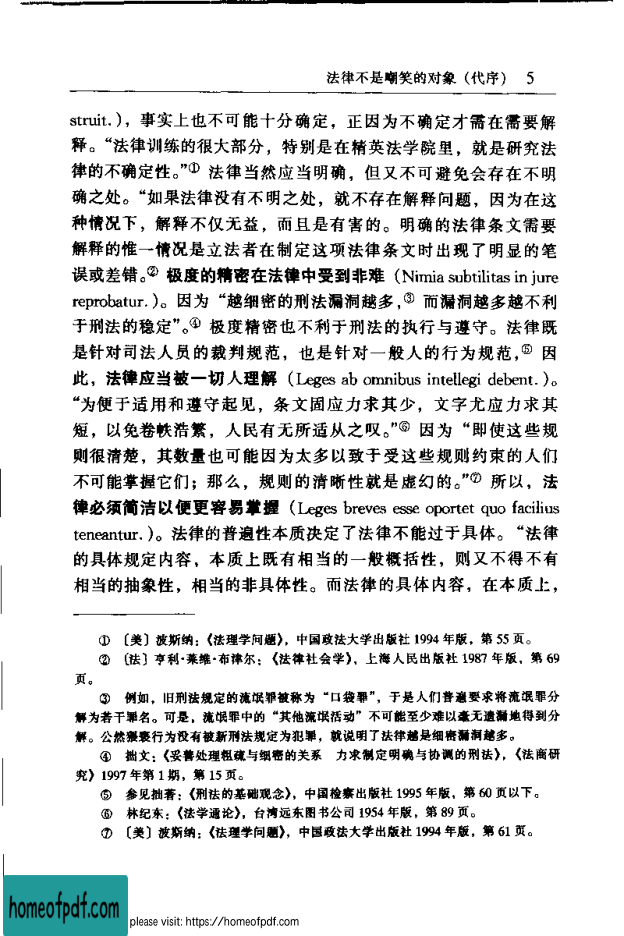 法律不是嘲笑的对象（代序） 5
struit.），事实上也不可能十分确定，正因为不确定才需在需要解
释。“法律训练的很大部分，特别是在精英法学院里，就是研究法
律的不确定性。”① 法律当然应当明确，但又不可避免会存在不明
确之处。“如果法律没有不明之处，就不存在解释问题，因为在这
种情况下，解释不仅无益，而且是有害的。明确的法律条文需要
解释的惟一情况是立法者在制定这项法律条文时出现了明显的笔
误或差错。② 极度的精密在法律中受到非难（Nimia subtilitas in jure
reprobatur.）。因为“越细密的刑法漏洞越多，③ 而漏洞越多越不利
于刑法的稳定”。④ 极度精密也不利于刑法的执行与遵守。法律既
是针对司法人员的裁判规范，也是针对一般人的行为规范，⑤ 因
此，法律应当被一切人理解（Leges ab omnibus intellegi debent.）。
“为便于适用和遵守起见，条文固应力求其少，文字尤应力求其
短，以免卷帙浩繁，人民有无所适从之叹。”⑥ 因为“即使这些规
则很清楚，其数量也可能因为太多以致于受这些规则约束的人们
不可能掌握它们；那么，规则的清晰性就是虚幻的。”⑦ 所以，法
律必须简洁以便更容易掌握（Leges breves esse oportet quo facilius
teneantur.）。法律的普遍性本质决定了法律不能过于具体。“法律
的具体规定内容，本质上既有相当的一般概括性，则又不得不有
相当的抽象性，相当的非具体性。而法律的具体内容，在本质上，
① 〔美〕波斯纳：《法理学问题》，中国政法大学出版社 1994 年版，第 55 页。
② 〔法〕亨利·莱维·布津尔：《法律社会学》，上海人民出版社 1987 年版，第 69
页。
③ 例如，旧刑法规定的流氓罪被称为“口袋罪”，于是人们普遍要求将流氓罪分
解为若干罪名。可是，流氓罪中的“其他流氓活动”不可能至少难以毫无遗漏地得到分
解。公然猥亵行为没有被新刑法规定为犯罪，就说明了法律越是细密漏洞越多。
④ 拙文：《妥善处理粗疏与细密的关系 力求制定明确与协调的刑法》，《法商研
究》1997 年第 1 期，第 15 页。
⑤ 参见拙著：《刑法的基础观念》，中国检察出版社 1995 年版，第 60 页以下。
⑥ 林纪东：《法学通论》，台湾远东图书公司 1954 年版，第 89 页。
⑦ 〔美〕波斯纳：《法理学问题》，中国政法大学出版社 1994 年版，第 61 页。
homeofpdf.com please visit: https://homeofpdf.com